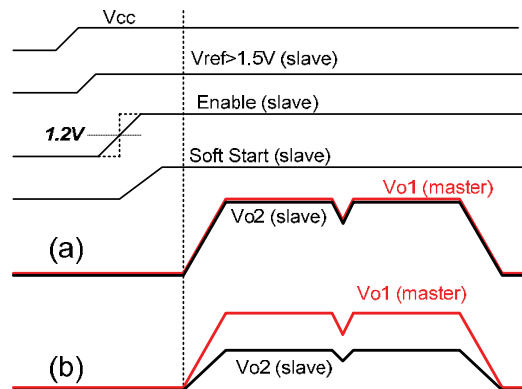 Vcc
Vref>1.5V (slave)
Enable (slave)
1.2V
Soft Start (slave)
Vo1 (master)
Vo2 (slave)
(a)
Vo1 (master)
Vo2 (slave)
(b)